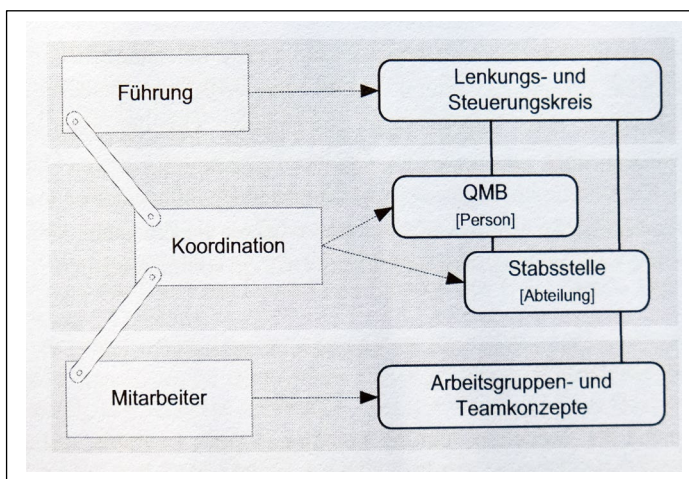 Führung
Lenkungs- und
Steuerungskreis
QMB
[Person]
Koordination
Stabsstelle
[Abteilung]
Mitarbeiter
Arbeitsgruppen- und
Teamkonzepte